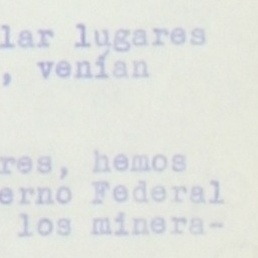 lar lugares
, venían
res, hemos
erno Federal
los minera-